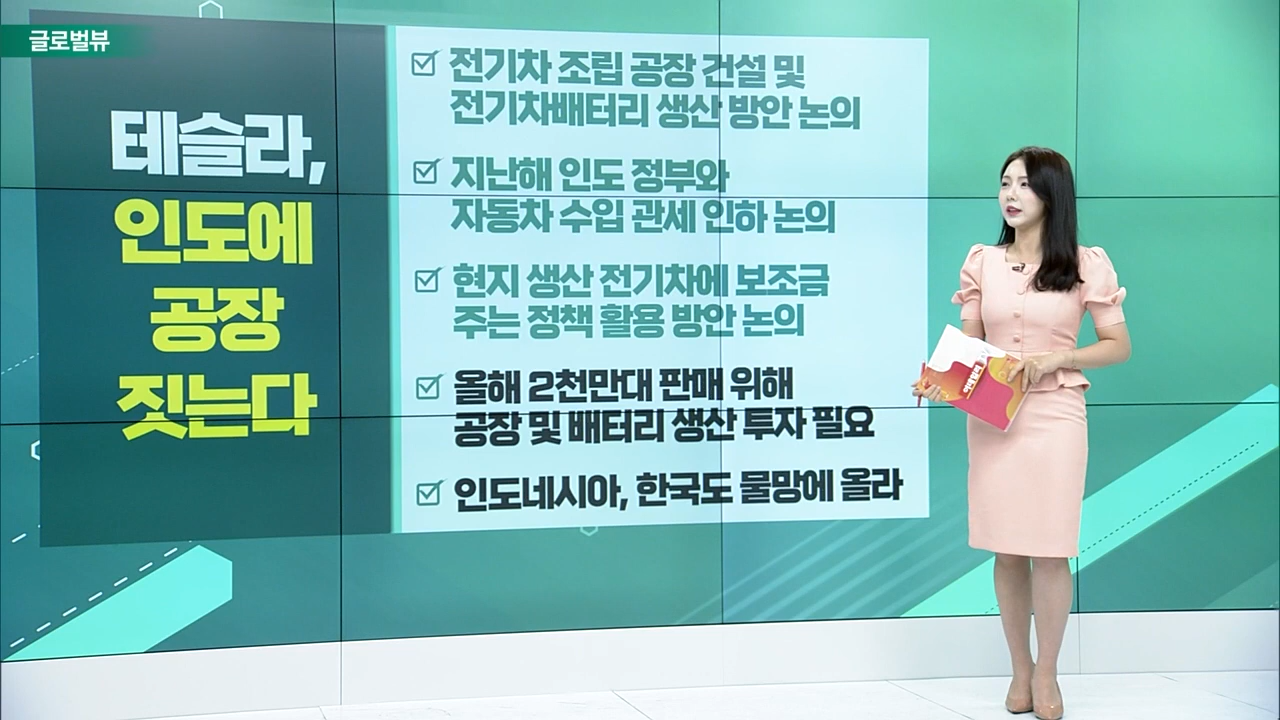 글로벌뷰
테슬라,
인도에
공장
짓는다
전기차 조립 공장 건설 및
전기차배터리 생산 방안 논의
지난해 인도 정부와
자동차 수입 관세 인하 논의
현지 생산 전기차에 보조금
주는 정책 활용 방안 논의
올해 2천만대 판매 위해
공장 및 배터리 생산 투자 필요
인도네시아, 한국도 물망에 올라